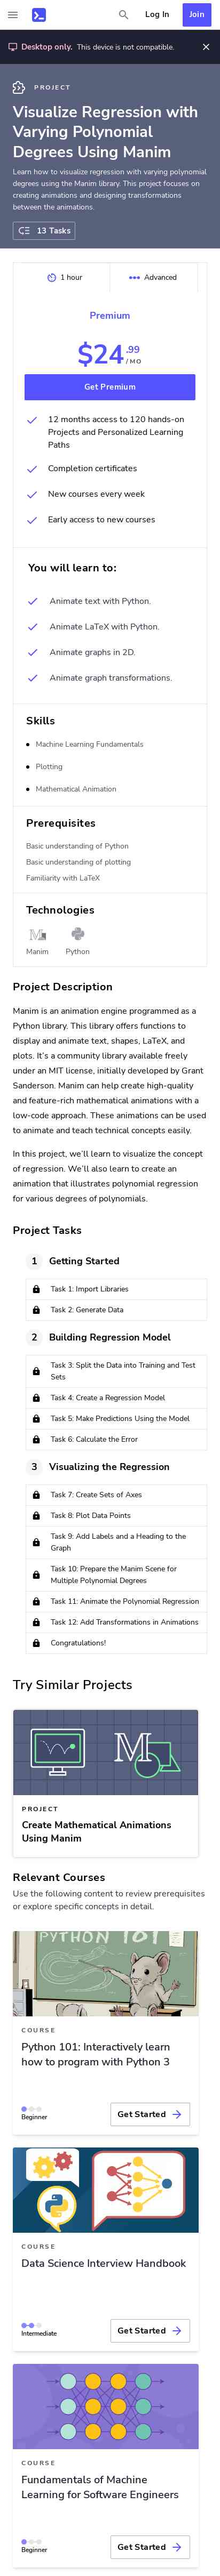 Log In
Join
Desktop only. This device is not compatible.
PROJECT
Visualize Regression with
Varying Polynomial
Degrees Using Manim
Learn how to visualize regression with varying polynomial
degrees using the Manim library. This project focuses on
creating animations and designing transformations
between the animations.
13 Tasks
1 hour
Advanced
Premium
$24.99
/ MO
Get Premium
12 months access to 120 hands-on
Projects and Personalized Learning
Paths
Completion certificates
New courses every week
Early access to new courses
You will learn to:
Animate text with Python.
Animate LaTeX with Python.
Animate graphs in 2D.
Animate graph transformations.
Skills
Machine Learning Fundamentals
Plotting
Mathematical Animation
Prerequisites
Basic understanding of Python
Basic understanding of plotting
Familiarity with LaTeX
Technologies
Manim
Python
Project Description
Manim is an animation engine programmed as a
Python library. This library offers functions to
display and animate text, shapes, LaTeX, and
plots. It’s a community library available freely
under an MIT license, initially developed by Grant
Sanderson. Manim can help create high-quality
and feature-rich mathematical animations with a
low-code approach. These animations can be used
to animate and teach technical concepts easily.
In this project, we’ll learn to visualize the concept
of regression. We’ll also learn to create an
animation that illustrates polynomial regression
for various degrees of polynomials.
Project Tasks
1 Getting Started
Task 1: Import Libraries
Task 2: Generate Data
2 Building Regression Model
Task 3: Split the Data into Training and Test
Sets
Task 4: Create a Regression Model
Task 5: Make Predictions Using the Model
Task 6: Calculate the Error
3 Visualizing the Regression
Task 7: Create Sets of Axes
Task 8: Plot Data Points
Task 9: Add Labels and a Heading to the
Graph
Task 10: Prepare the Manim Scene for
Multiple Polynomial Degrees
Task 11: Animate the Polynomial Regression
Task 12: Add Transformations in Animations
Congratulations!
Try Similar Projects
PROJECT
Create Mathematical Animations
Using Manim
Relevant Courses
Use the following content to review prerequisites
or explore specific concepts in detail.
COURSE
Python 101: Interactively learn
how to program with Python 3
Beginner
Get Started
COURSE
Data Science Interview Handbook
Intermediate
Get Started
COURSE
Fundamentals of Machine
Learning for Software Engineers
Beginner
Get Started